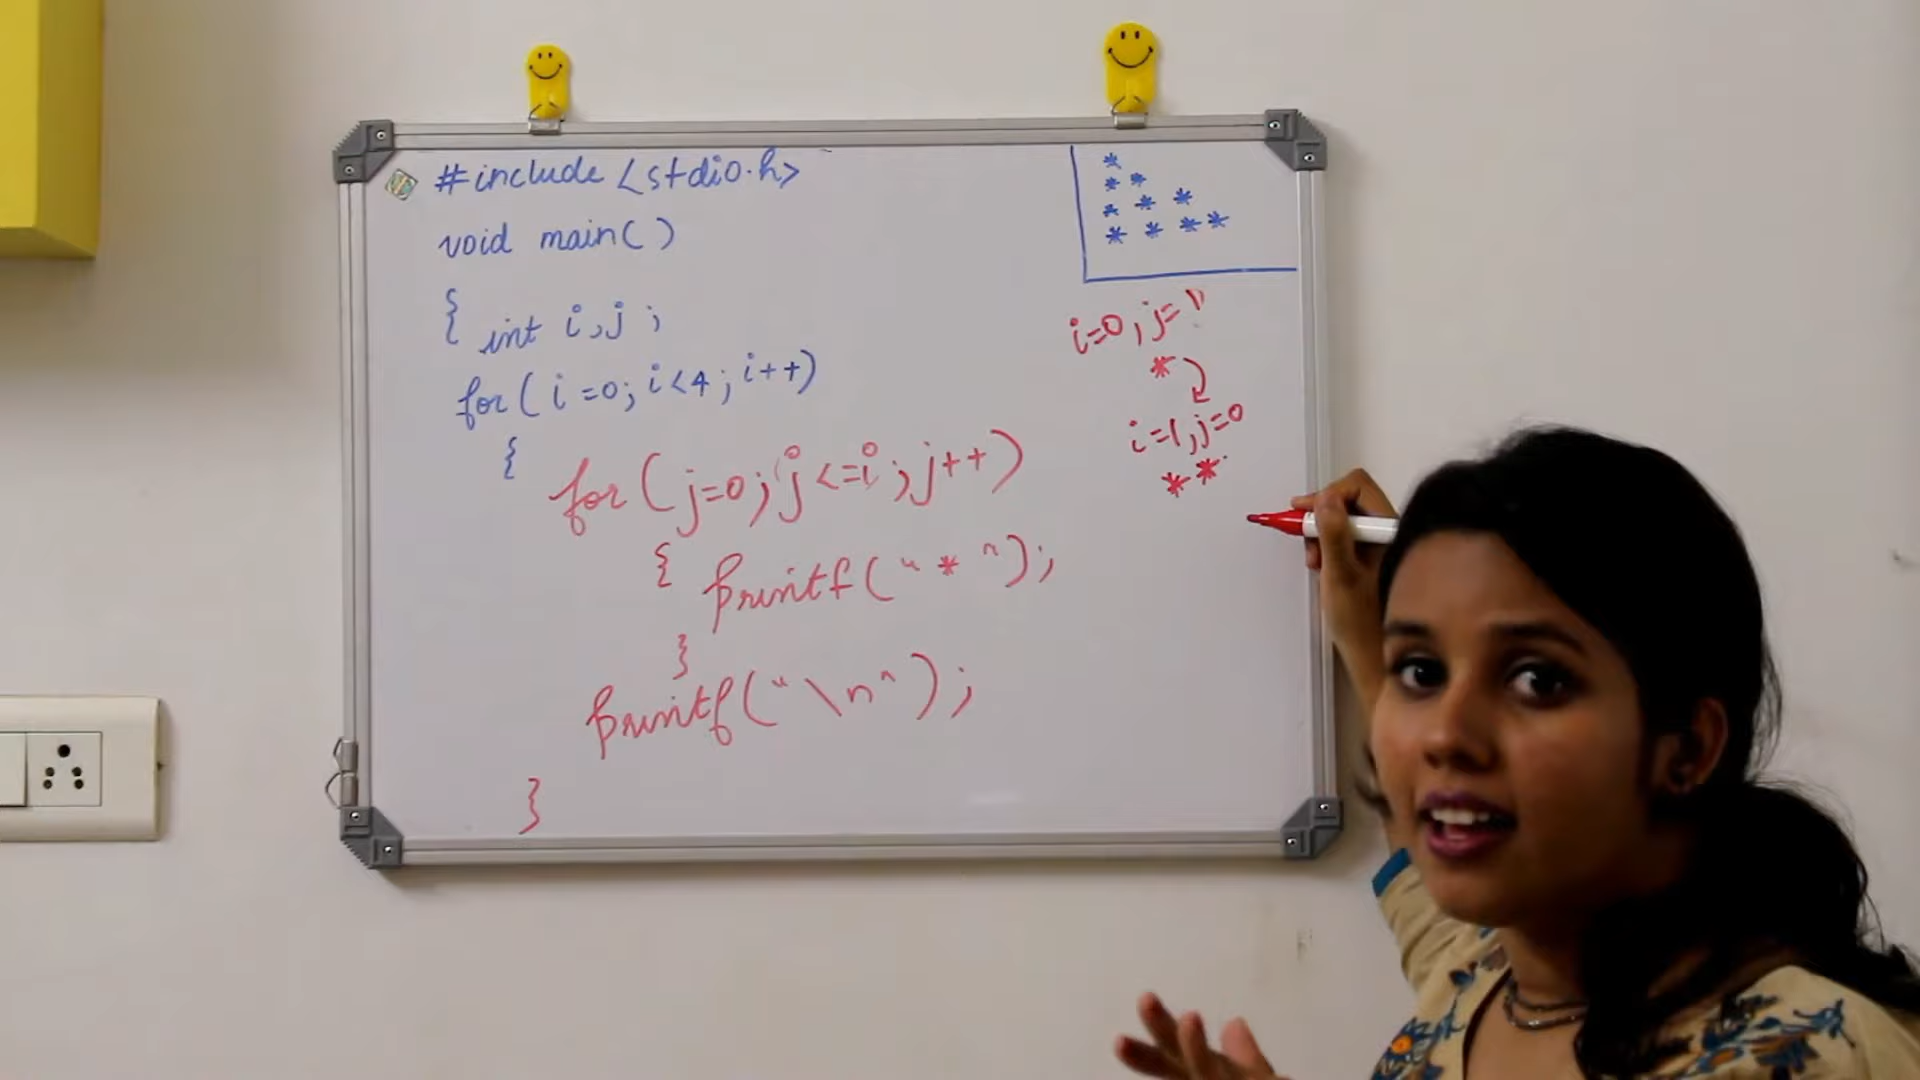 #include <stdio.h>
void main()
{ int i,j ;
for( i=0; i<4; i++)
{
for( j=0; j<=i; j++)
{ printf(" * ");
}
printf("\n");
}
*
* *
* * *
* * * *
i=0, j=1
*
i=1, j=0
* *